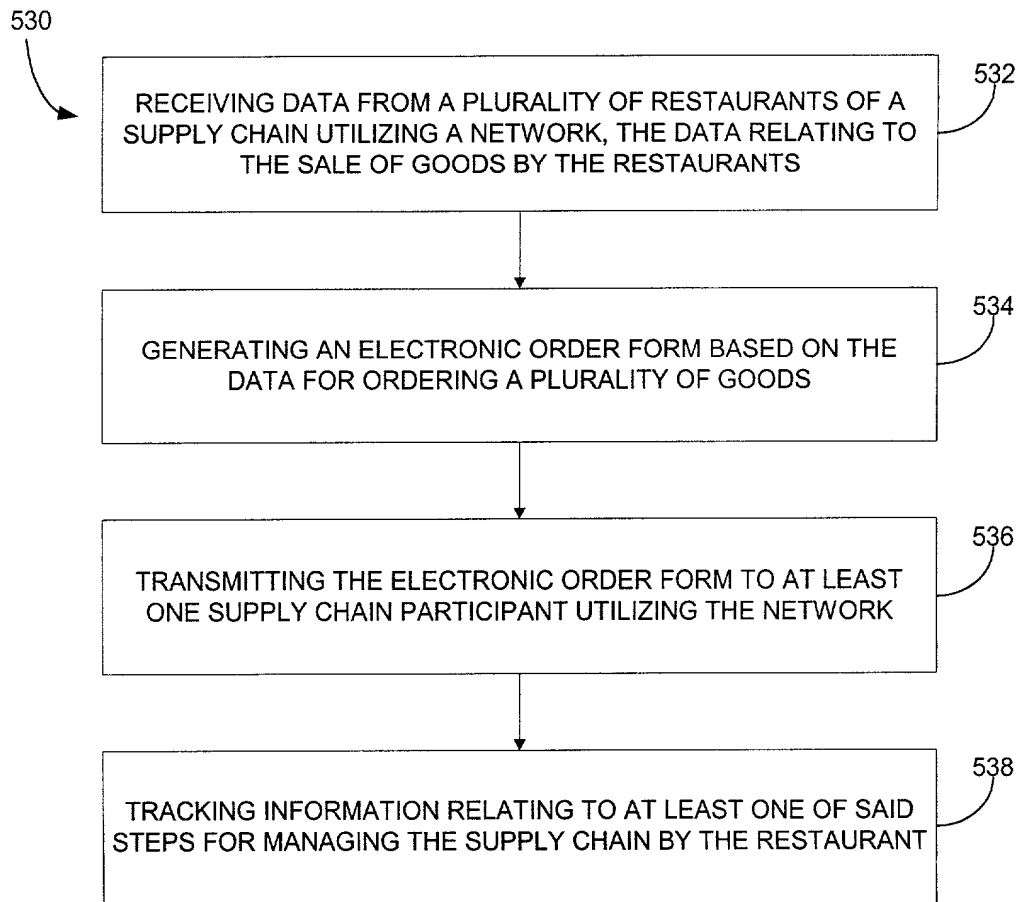 530
532
RECEIVING DATA FROM A PLURALITY OF RESTAURANTS OF A
SUPPLY CHAIN UTILIZING A NETWORK, THE DATA RELATING TO
THE SALE OF GOODS BY THE RESTAURANTS
534
GENERATING AN ELECTRONIC ORDER FORM BASED ON THE
DATA FOR ORDERING A PLURALITY OF GOODS
536
TRANSMITTING THE ELECTRONIC ORDER FORM TO AT LEAST
ONE SUPPLY CHAIN PARTICIPANT UTILIZING THE NETWORK
538
TRACKING INFORMATION RELATING TO AT LEAST ONE OF SAID
STEPS FOR MANAGING THE SUPPLY CHAIN BY THE RESTAURANT